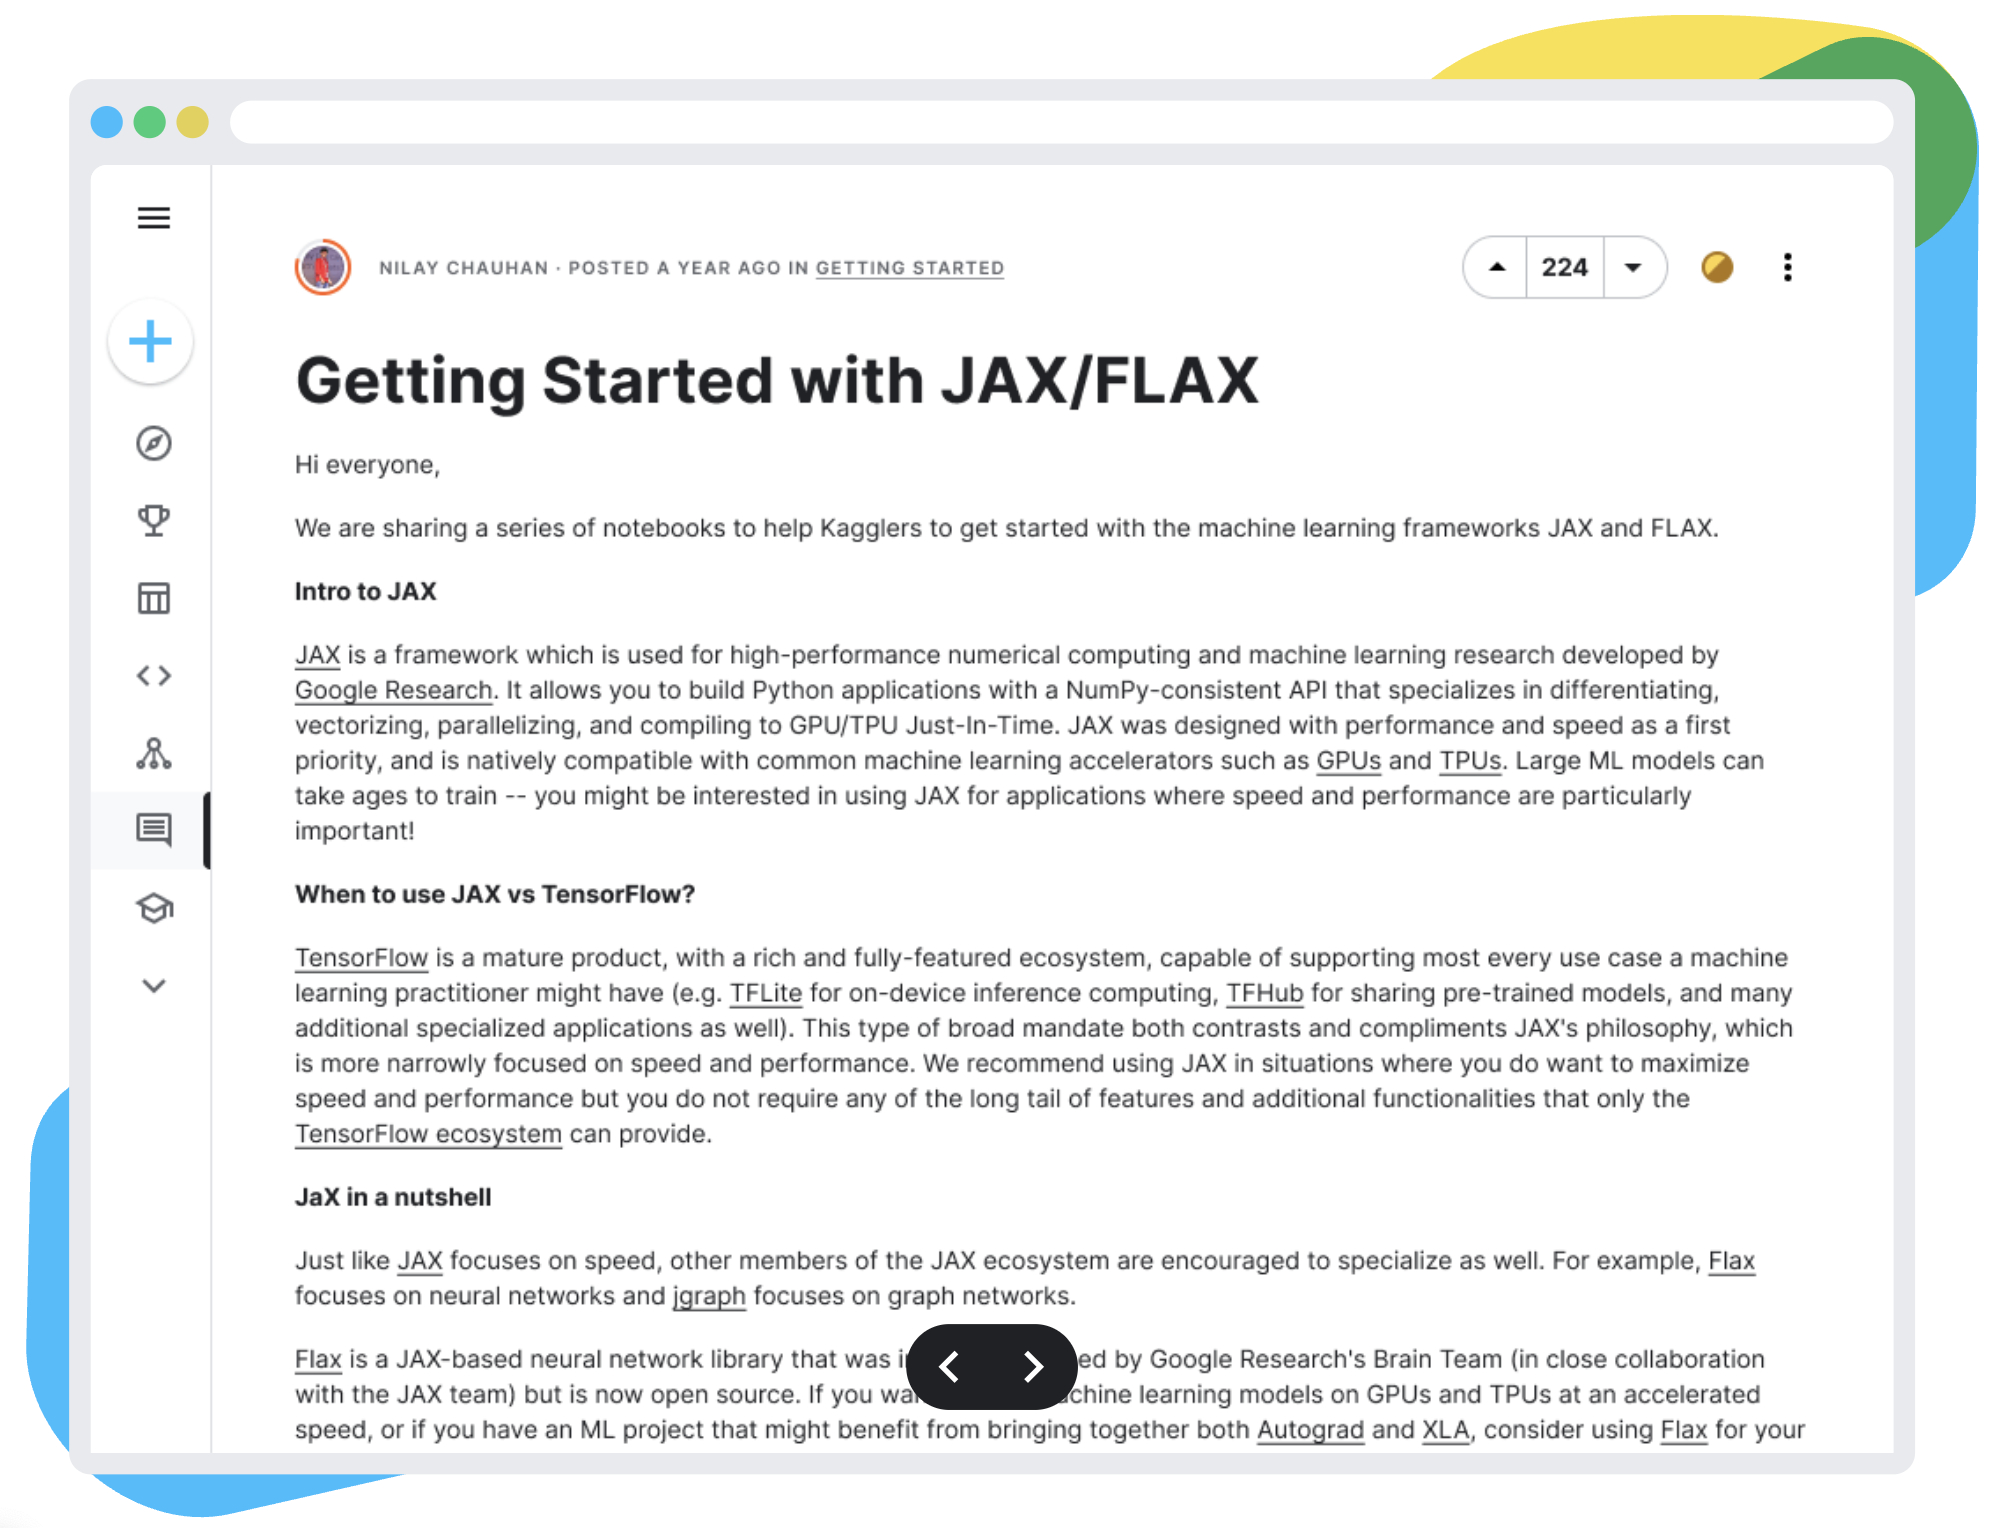 NILAY CHAUHAN · POSTED A YEAR AGO IN GETTING STARTED
224
Getting Started with JAX/FLAX
Hi everyone,
We are sharing a series of notebooks to help Kagglers to get started with the machine learning frameworks JAX and FLAX.
Intro to JAX
JAX is a framework which is used for high-performance numerical computing and machine learning research developed by
Google Research. It allows you to build Python applications with a NumPy-consistent API that specializes in differentiating,
vectorizing, parallelizing, and compiling to GPU/TPU Just-In-Time. JAX was designed with performance and speed as a first
priority, and is natively compatible with common machine learning accelerators such as GPUs and TPUs. Large ML models can
take ages to train -- you might be interested in using JAX for applications where speed and performance are particularly
important!
When to use JAX vs TensorFlow?
TensorFlow is a mature product, with a rich and fully-featured ecosystem, capable of supporting most every use case a machine
learning practitioner might have (e.g. TFLite for on-device inference computing, TFHub for sharing pre-trained models, and many
additional specialized applications as well). This type of broad mandate both contrasts and compliments JAX's philosophy, which
is more narrowly focused on speed and performance. We recommend using JAX in situations where you do want to maximize
speed and performance but you do not require any of the long tail of features and additional functionalities that only the
TensorFlow ecosystem can provide.
JaX in a nutshell
Just like JAX focuses on speed, other members of the JAX ecosystem are encouraged to specialize as well. For example, Flax
focuses on neural networks and jgraph focuses on graph networks.
Flax is a JAX-based neural network library that was by Google Research's Brain Team (in close collaboration
with the JAX team) but is now open source. If you learning models on GPUs and TPUs at an accelerated
speed, or if you have an ML project that might benefit from bringing together both Autograd and XLA, consider using Flax for your